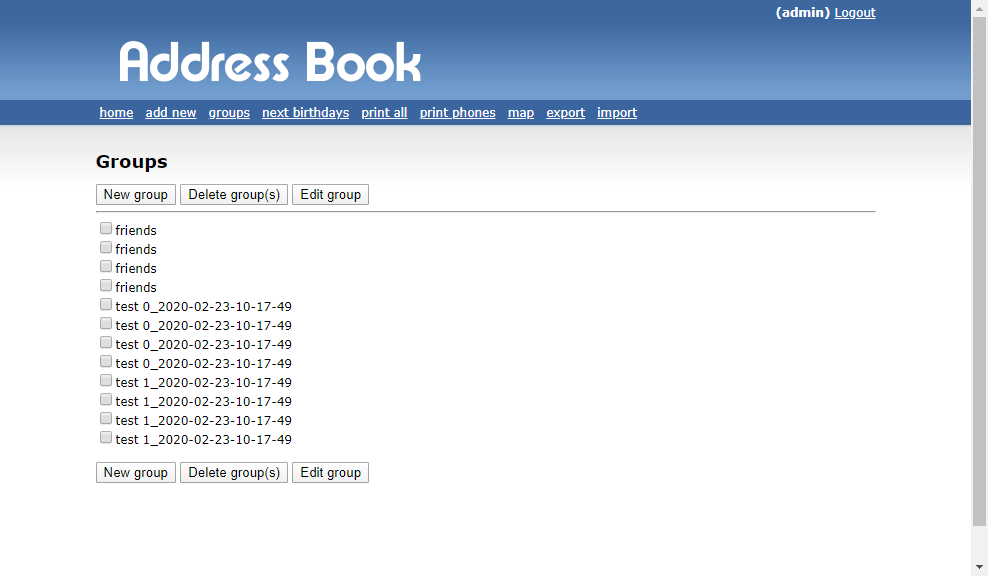 (admin) Logout
Address Book
home add new groups next birthdays print all print phones map export import
Groups
New group Delete group(s) Edit group
friends
friends
friends
friends
test 0_2020-02-23-10-17-49
test 0_2020-02-23-10-17-49
test 0_2020-02-23-10-17-49
test 0_2020-02-23-10-17-49
test 1_2020-02-23-10-17-49
test 1_2020-02-23-10-17-49
test 1_2020-02-23-10-17-49
test 1_2020-02-23-10-17-49
New group Delete group(s) Edit group